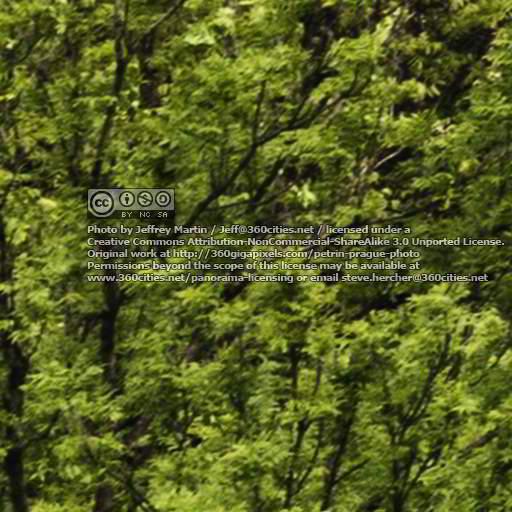 cc
BY NC SA
Photo by Jeffrey Martin / Jeff@360cities.net / licensed under a
Creative Commons Attribution-NonCommercial-ShareAlike 3.0 Unported License.
Original work at http://360gigapixels.com/petrin-prague-photo
Permissions beyond the scope of this license may be available at
www.360cities.net/panorama-licensing or email steve.hercher@360cities.net